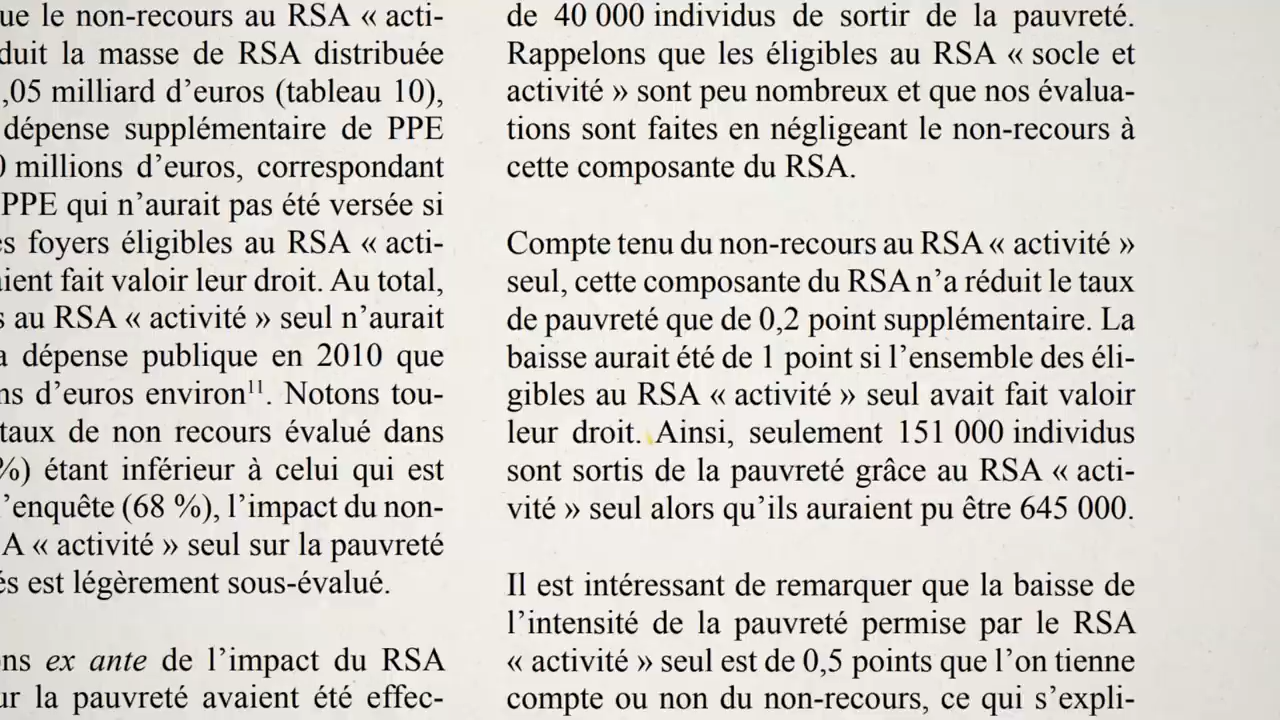 ue le non-recours au RSA « acti-
duit la masse de RSA distribuée
,05 milliard d’euros (tableau 10),
dépense supplémentaire de PPE
0 millions d’euros, correspondant
PPE qui n’aurait pas été versée si
es foyers éligibles au RSA « acti-
aient fait valoir leur droit. Au total,
s au RSA « activité » seul n’aurait
a dépense publique en 2010 que
ns d’euros environ¹¹. Notons tou-
taux de non recours évalué dans
%) étant inférieur à celui qui est
l’enquête (68 %), l’impact du non-
A « activité » seul sur la pauvreté
és est légèrement sous-évalué.
ns ex ante de l’impact du RSA
ur la pauvreté avaient été effec-
de 40 000 individus de sortir de la pauvreté.
Rappelons que les éligibles au RSA « socle et
activité » sont peu nombreux et que nos évalua-
tions sont faites en négligeant le non-recours à
cette composante du RSA.
Compte tenu du non-recours au RSA « activité »
seul, cette composante du RSA n’a réduit le taux
de pauvreté que de 0,2 point supplémentaire. La
baisse aurait été de 1 point si l’ensemble des éli-
gibles au RSA « activité » seul avait fait valoir
leur droit. Ainsi, seulement 151 000 individus
sont sortis de la pauvreté grâce au RSA « acti-
vité » seul alors qu’ils auraient pu être 645 000.
Il est intéressant de remarquer que la baisse de
l’intensité de la pauvreté permise par le RSA
« activité » seul est de 0,5 points que l’on tienne
compte ou non du non-recours, ce qui s’expli-